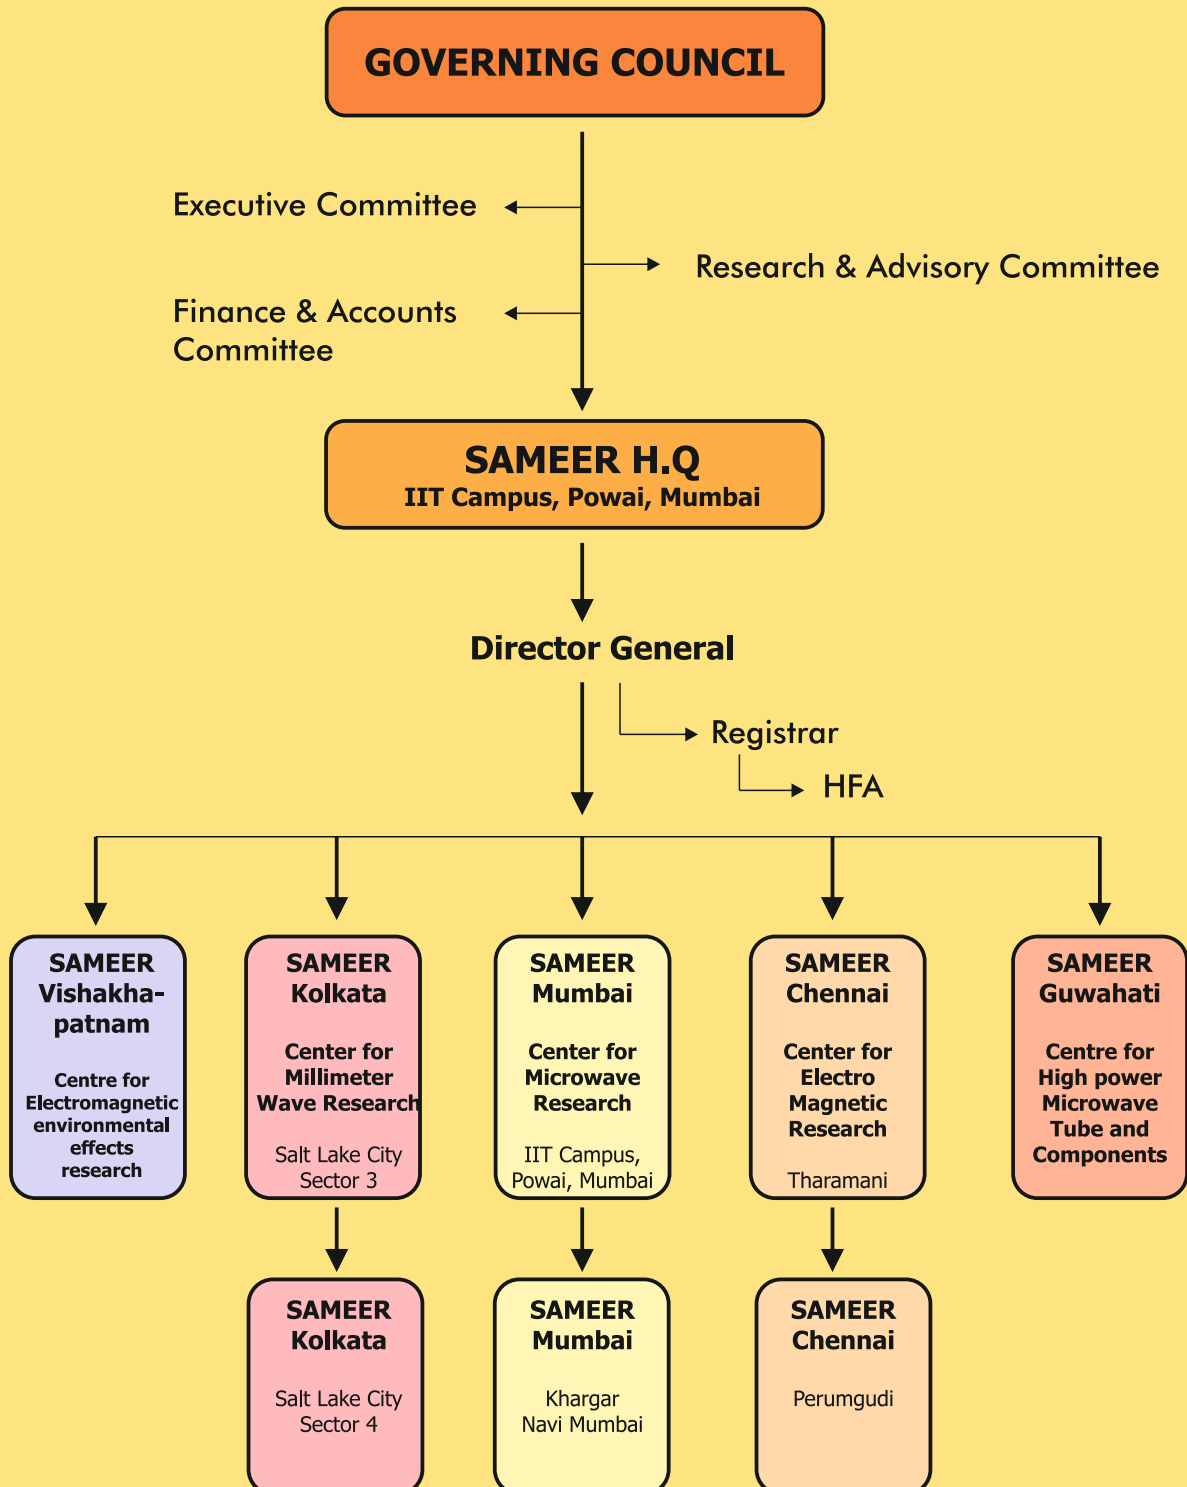 GOVERNING COUNCIL
Executive Committee
Research & Advisory Committee
Finance & Accounts
Committee
SAMEER H.Q
IIT Campus, Powai, Mumbai
Director General
Registrar
HFA
SAMEER
Vishakha-
patnam
Centre for
Electromagnetic
environmental
effects
research
SAMEER
Kolkata
Center for
Millimeter
Wave Research
Salt Lake City
Sector 3
SAMEER
Mumbai
Center for
Microwave
Research
IIT Campus,
Powai, Mumbai
SAMEER
Chennai
Center for
Electro
Magnetic
Research
Tharamani
SAMEER
Guwahati
Centre for
High power
Microwave
Tube and
Components
SAMEER
Kolkata
Salt Lake City
Sector 4
SAMEER
Mumbai
Khargar
Navi Mumbai
SAMEER
Chennai
Perumgudi